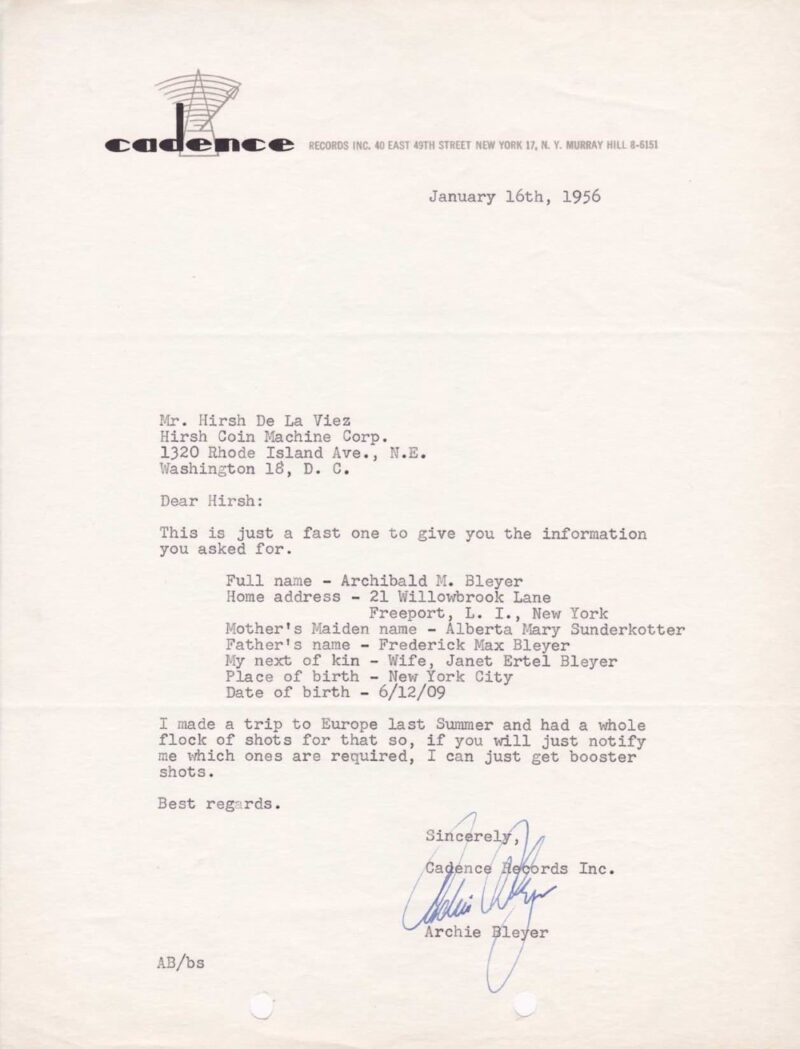 cadence RECORDS INC. 40 EAST 49TH STREET NEW YORK 17, N. Y. MURRAY HILL 8-6151
January 16th, 1956
Mr. Hirsh De La Viez
Hirsh Coin Machine Corp.
1320 Rhode Island Ave., N.E.
Washington 18, D. C.
Dear Hirsh:
This is just a fast one to give you the information
you asked for.
Full name - Archibald M. Bleyer
Home address - 21 Willowbrook Lane
Freeport, L. I., New York
Mother's Maiden name - Alberta Mary Sunderkotter
Father's name - Frederick Max Bleyer
My next of kin - Wife, Janet Ertel Bleyer
Place of birth - New York City
Date of birth - 6/12/09
I made a trip to Europe last Summer and had a whole
flock of shots for that so, if you will just notify
me which ones are required, I can just get booster
shots.
Best regards.
Sincerely,
Cadence Records Inc.
Archie Bleyer
Archie Bleyer
AB/bs